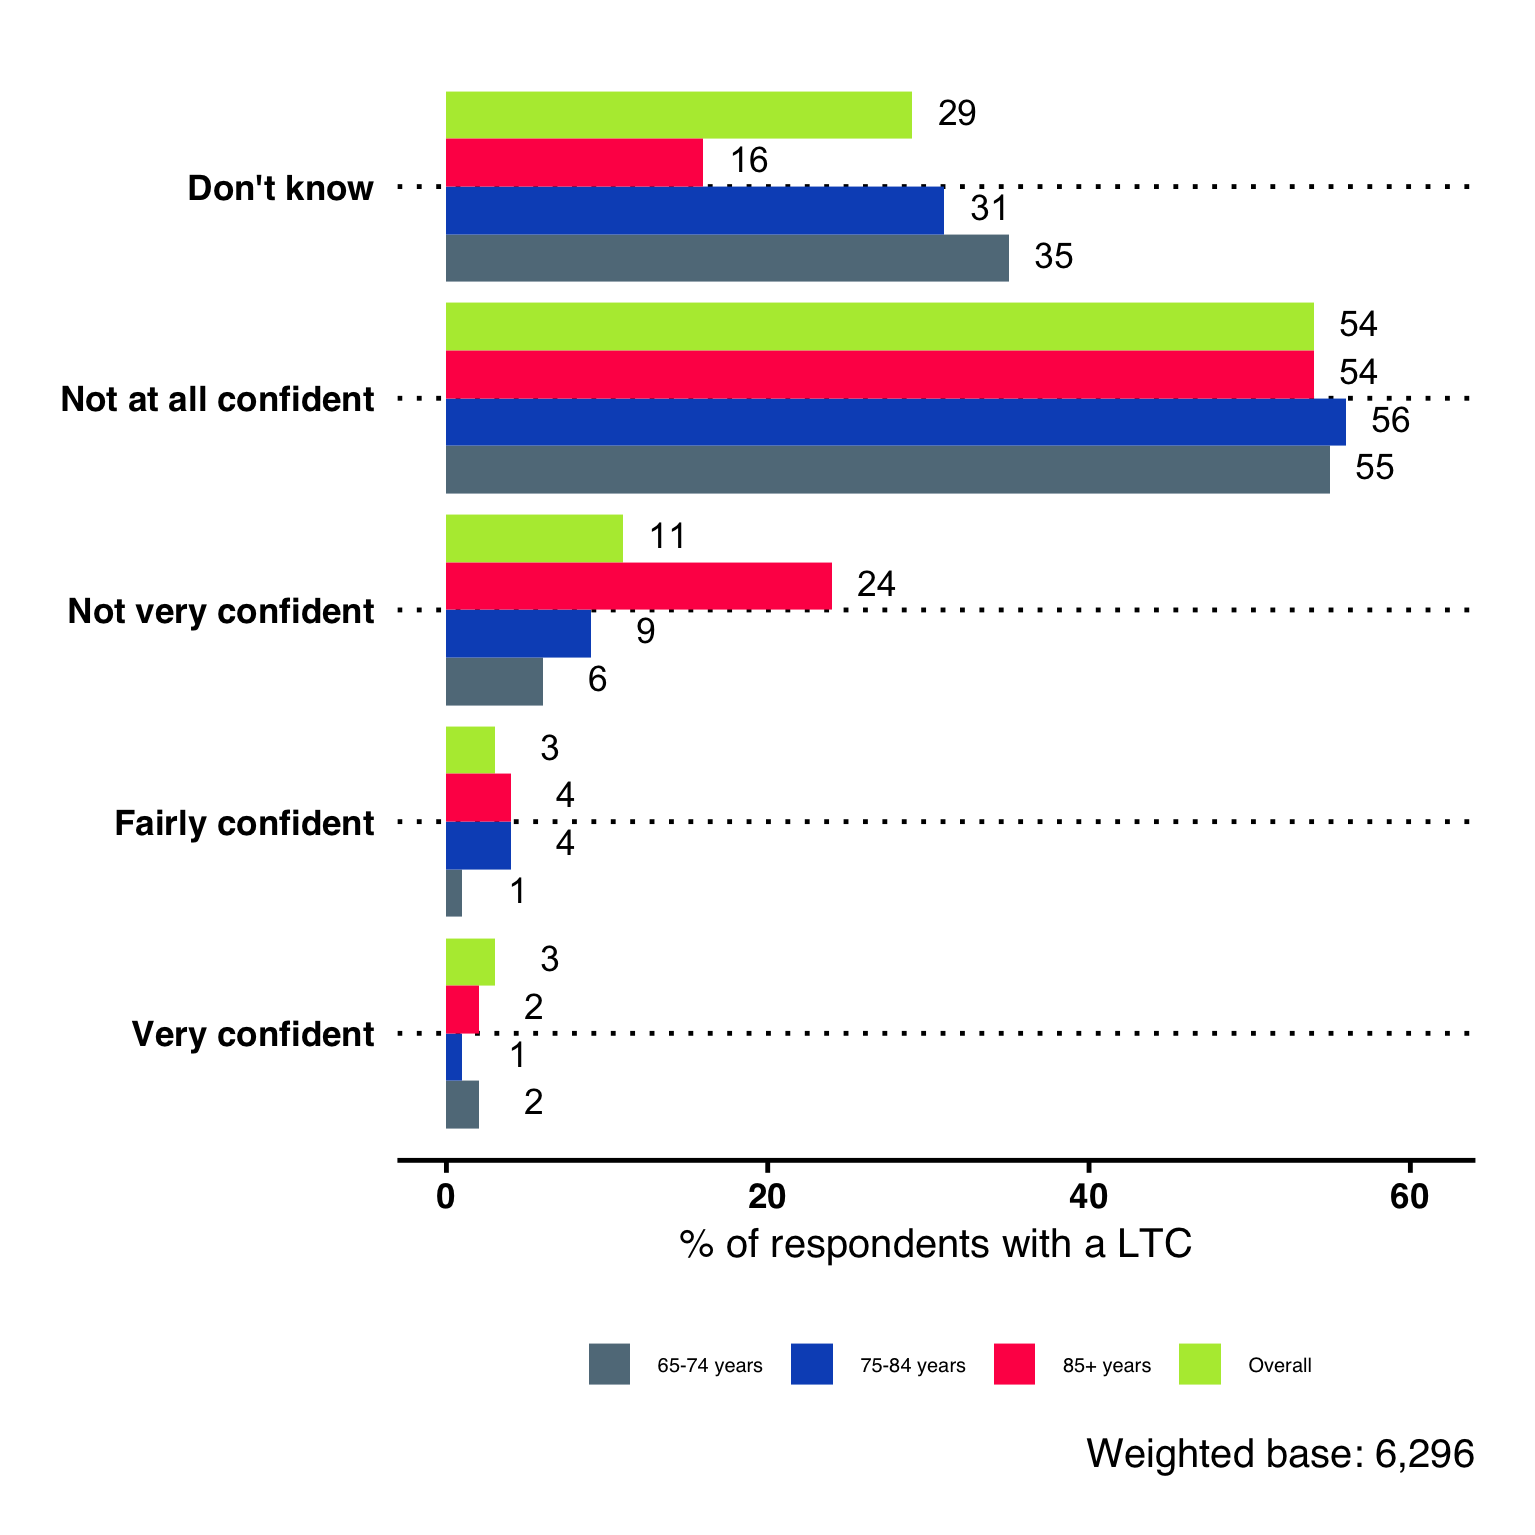 29
16
Don't know
31
35
54
54
Not at all confident
56
55
11
24
Not very confident
9
6
3
4
Fairly confident
4
1
3
2
Very confident
1
2
0 20 40 60
% of respondents with a LTC
65-74 years 75-84 years 85+ years Overall
Weighted base: 6,296